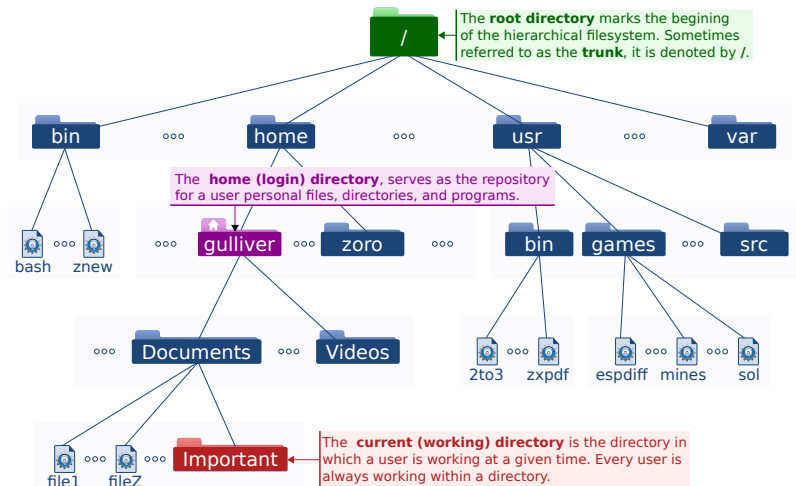 /
The root directory marks the begining
of the hierarchical filesystem. Sometimes
referred to as the trunk, it is denoted by /.
bin
home
usr
var
The home (login) directory, serves as the repository
for a user personal files, directories, and programs.
bash
znew
gulliver
zoro
bin
games
src
Documents
Videos
2to3
zxpdf
espdiff
mines
sol
file1
fileZ
Important
The current (working) directory is the directory in
which a user is working at a given time. Every user is
always working within a directory.